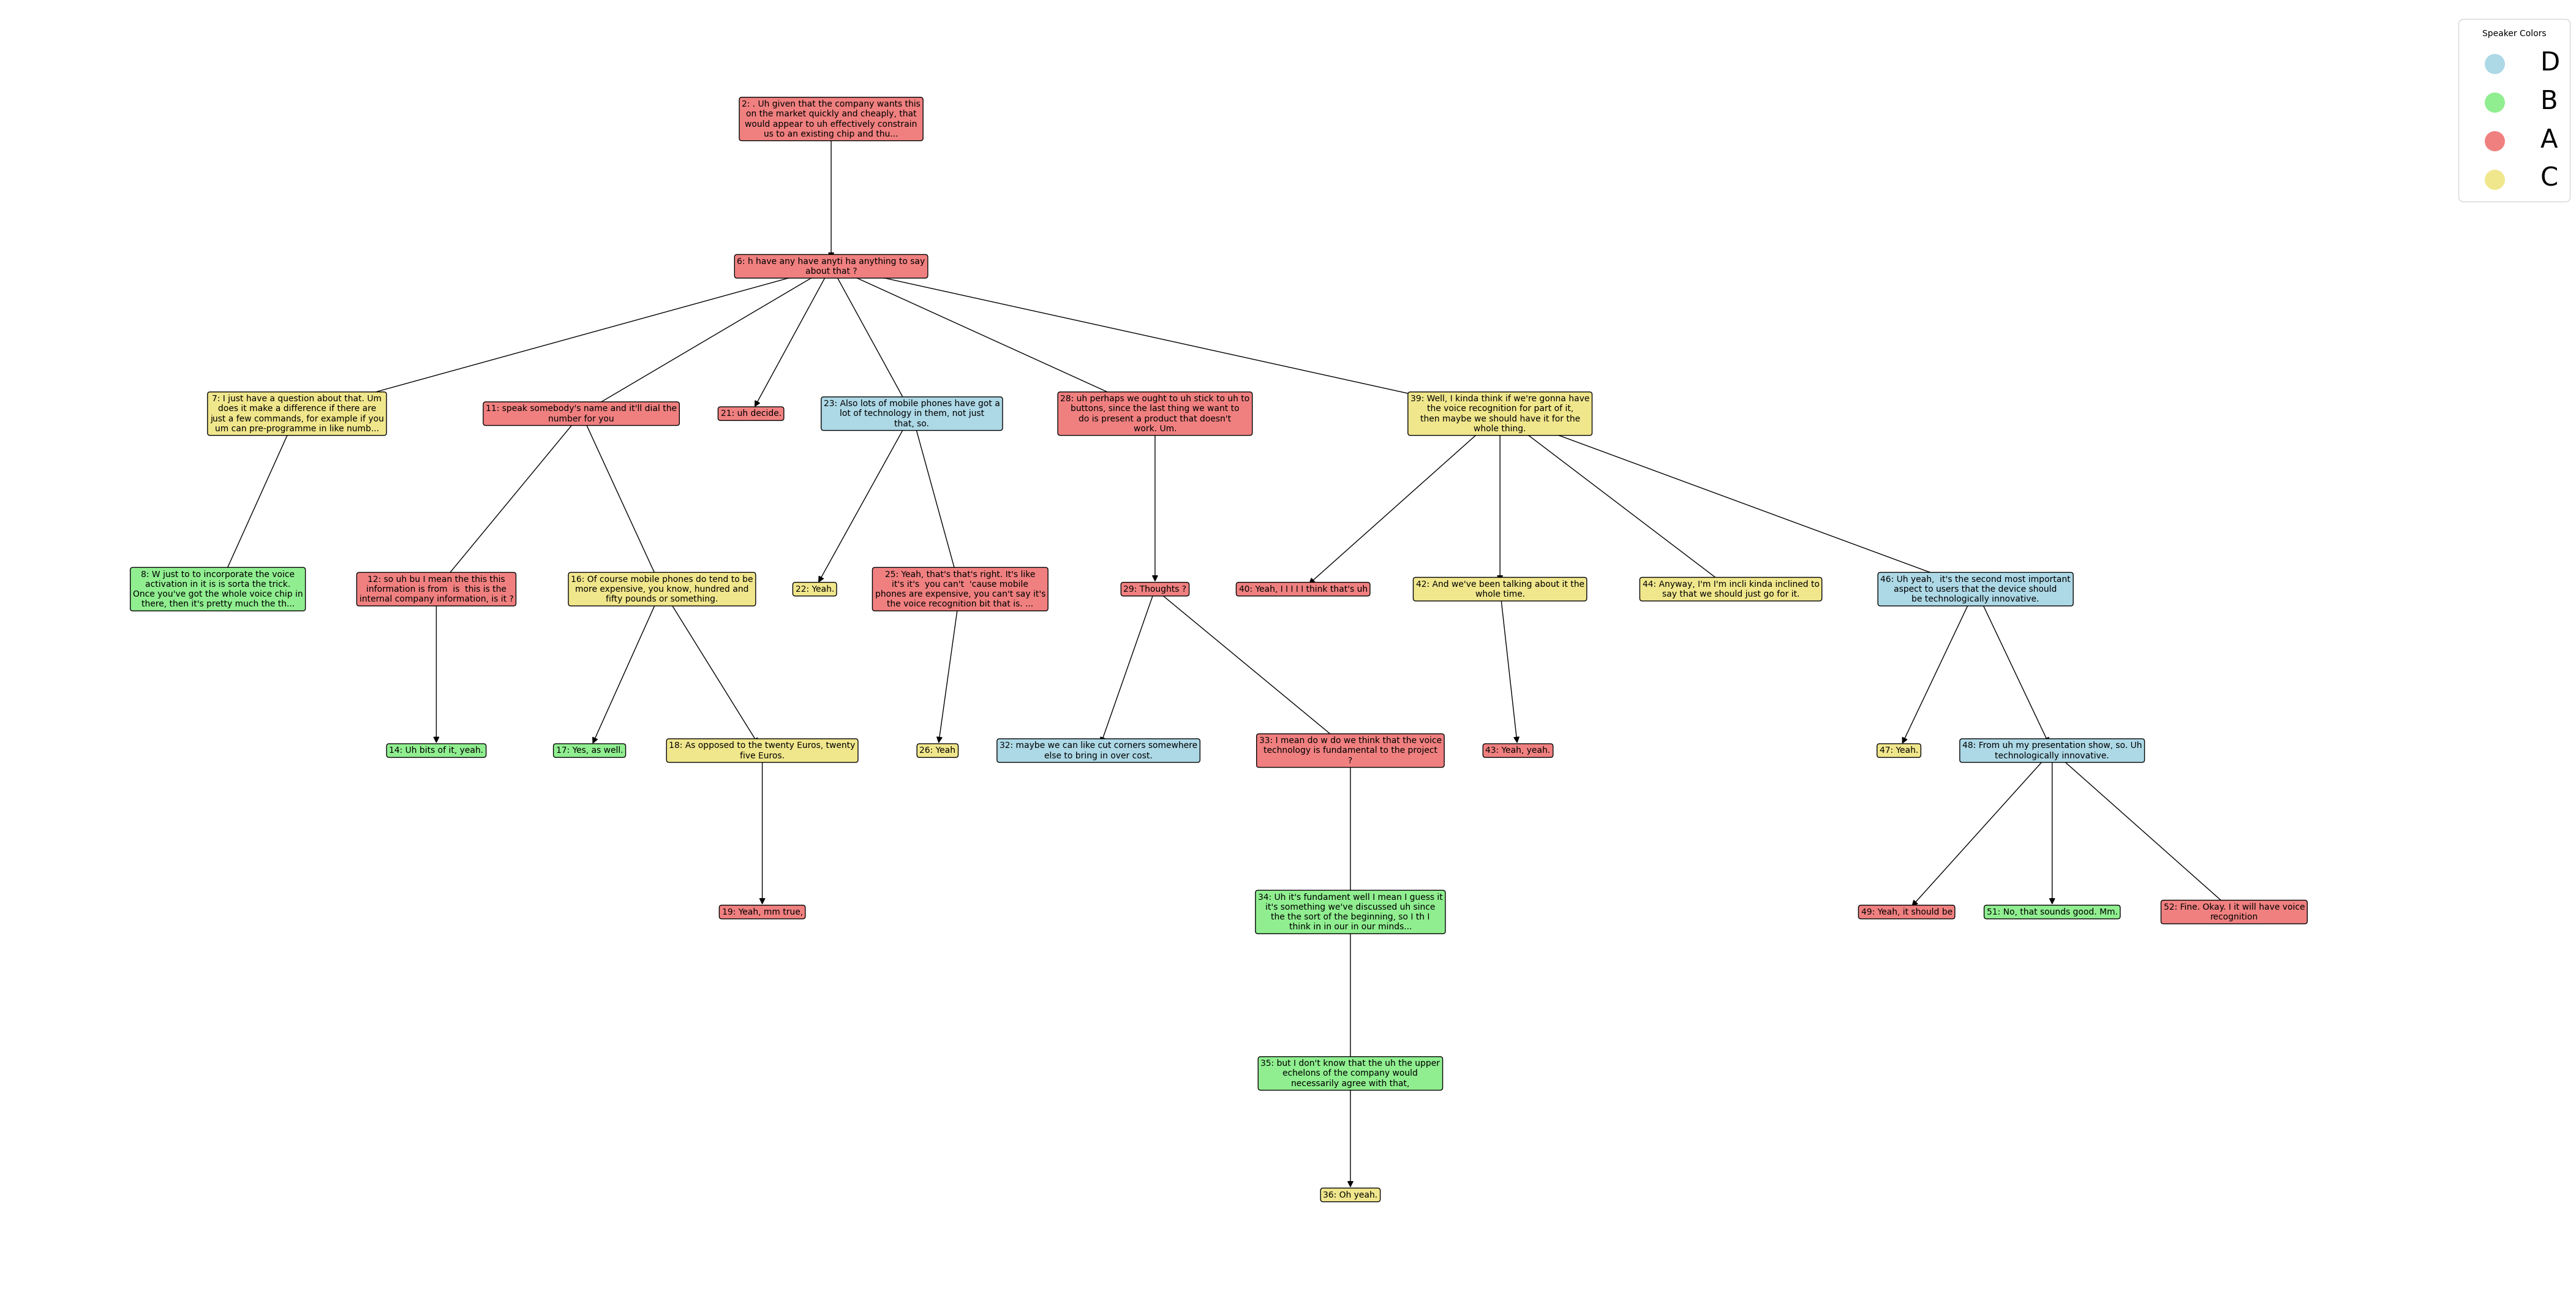 Speaker Colors
D
B
A
C
2: . Uh given that the company wants this
on the market quickly and cheaply, that
would appear to uh effectively constrain
us to an existing chip and thu...
6: h have any have anyti ha anything to say
about that ?
7: I just have a question about that. Um
does it make a difference if there are
just a few commands, for example if you
um can pre-programme in like numb...
11: speak somebody's name and it'll dial the
number for you
21: uh decide.
23: Also lots of mobile phones have got a
lot of technology in them, not just
that, so.
28: uh perhaps we ought to uh stick to uh to
buttons, since the last thing we want to
do is present a product that doesn't
work. Um.
39: Well, I kinda think if we're gonna have
the voice recognition for part of it,
then maybe we should have it for the
whole thing.
8: W just to to incorporate the voice
activation in it is is sorta the trick.
Once you've got the whole voice chip in
there, then it's pretty much the th...
12: so uh bu I mean the this this
information is from  is  this is the
internal company information, is it ?
16: Of course mobile phones do tend to be
more expensive, you know, hundred and
fifty pounds or something.
22: Yeah.
25: Yeah, that's that's right. It's like
it's it's  you can't  'cause mobile
phones are expensive, you can't say it's
the voice recognition bit that is. ...
29: Thoughts ?
40: Yeah, I I I I I think that's uh
42: And we've been talking about it the
whole time.
44: Anyway, I'm I'm incli kinda inclined to
say that we should just go for it.
46: Uh yeah,  it's the second most important
aspect to users that the device should
be technologically innovative.
14: Uh bits of it, yeah.
17: Yes, as well.
18: As opposed to the twenty Euros, twenty
five Euros.
26: Yeah
32: maybe we can like cut corners somewhere
else to bring in over cost.
33: I mean do w do we think that the voice
technology is fundamental to the project
?
43: Yeah, yeah.
47: Yeah.
48: From uh my presentation show, so. Uh
technologically innovative.
19: Yeah, mm true,
34: Uh it's fundament well I mean I guess it
it's something we've discussed uh since
the the sort of the beginning, so I th I
think in in our in our minds...
49: Yeah, it should be
51: No, that sounds good. Mm.
52: Fine. Okay. I it will have voice
recognition
35: but I don't know that the uh the upper
echelons of the company would
necessarily agree with that,
36: Oh yeah.